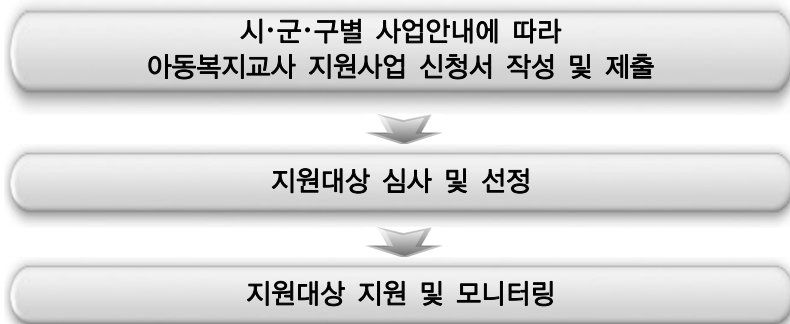 시·군·구별 사업안내에 따라
아동복지교사 지원사업 신청서 작성 및 제출
지원대상 심사 및 선정
지원대상 지원 및 모니터링